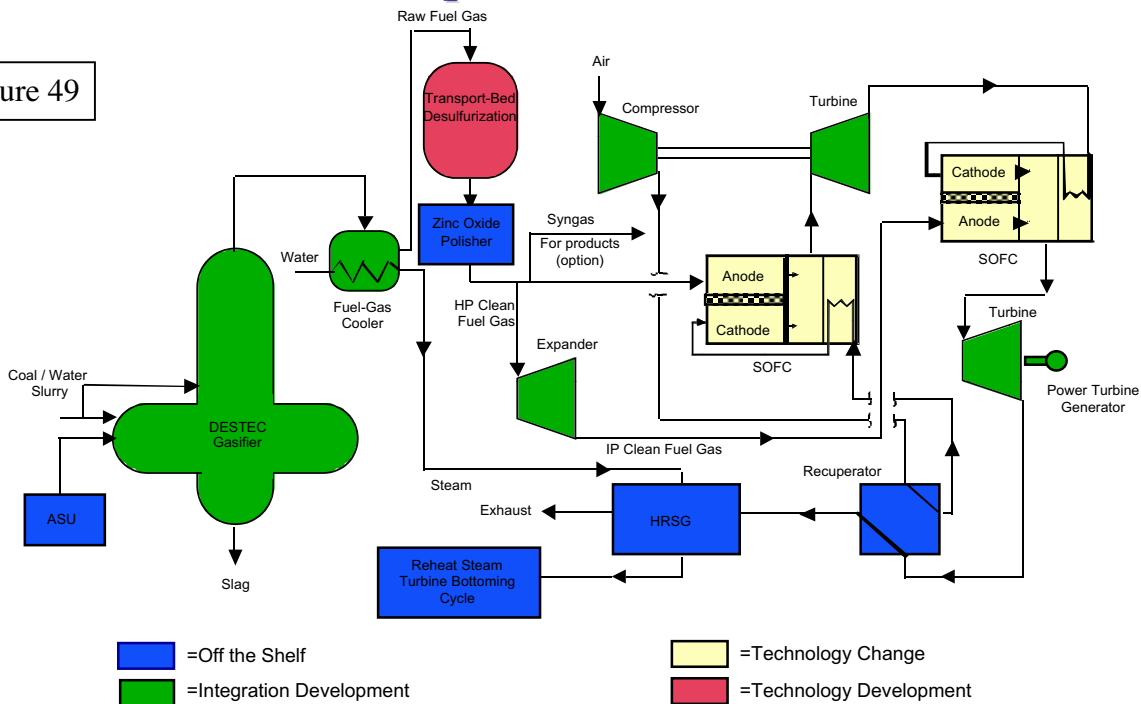 ure 49
Raw Fuel Gas
Transport-Bed
Desulfurization
Zinc Oxide
Polisher
Water
Fuel-Gas
Cooler
Syngas
For products
(option)
HP Clean
Fuel Gas
Expander
IP Clean Fuel Gas
Air
Compressor
Turbine
Anode
Cathode
SOFC
Cathode
Anode
SOFC
Turbine
Power Turbine
Generator
Coal / Water
Slurry
DESTEC
Gasifier
ASU
Slag
Steam
Exhaust
HRSG
Recuperator
Reheat Steam
Turbine Bottoming
Cycle
=Off the Shelf
=Integration Development
=Technology Change
=Technology Development